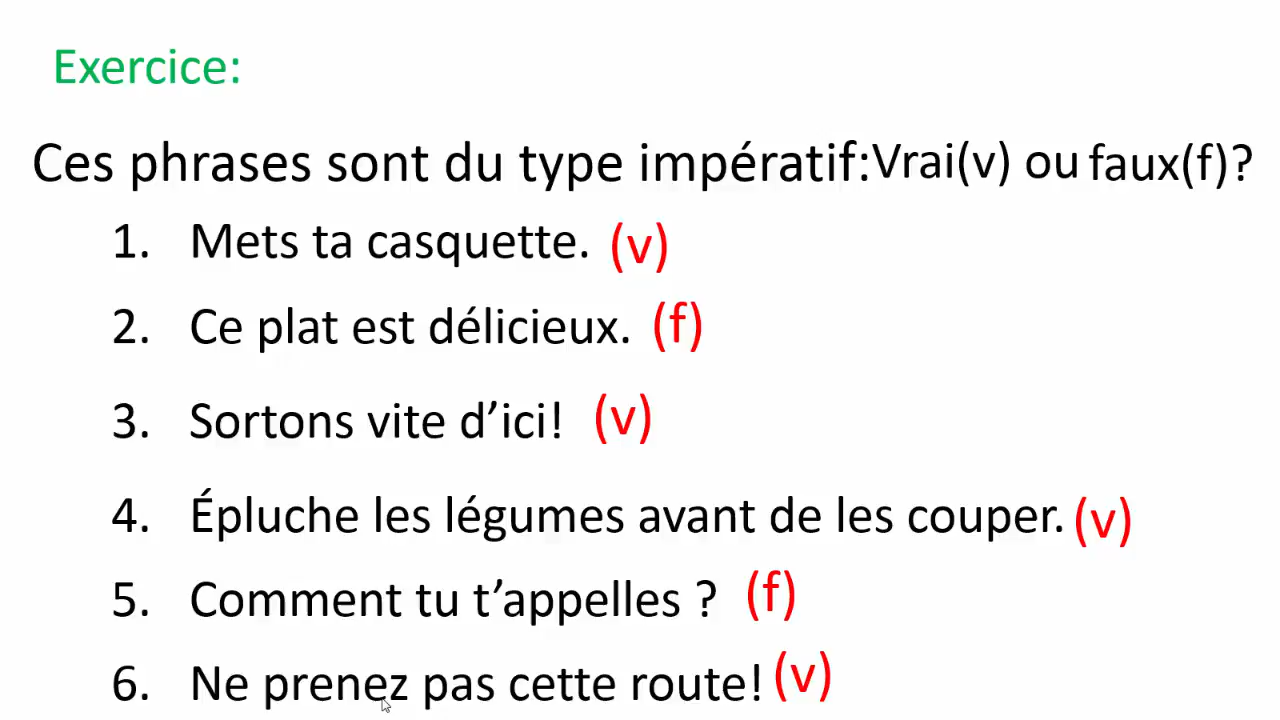 Exercice:
Ces phrases sont du type impératif:Vrai(v) ou faux(f)?
1. Mets ta casquette. (v)
2. Ce plat est délicieux. (f)
3. Sortons vite d’ici! (v)
4. Épluche les légumes avant de les couper. (v)
5. Comment tu t’appelles ? (f)
6. Ne prenez pas cette route! (v)